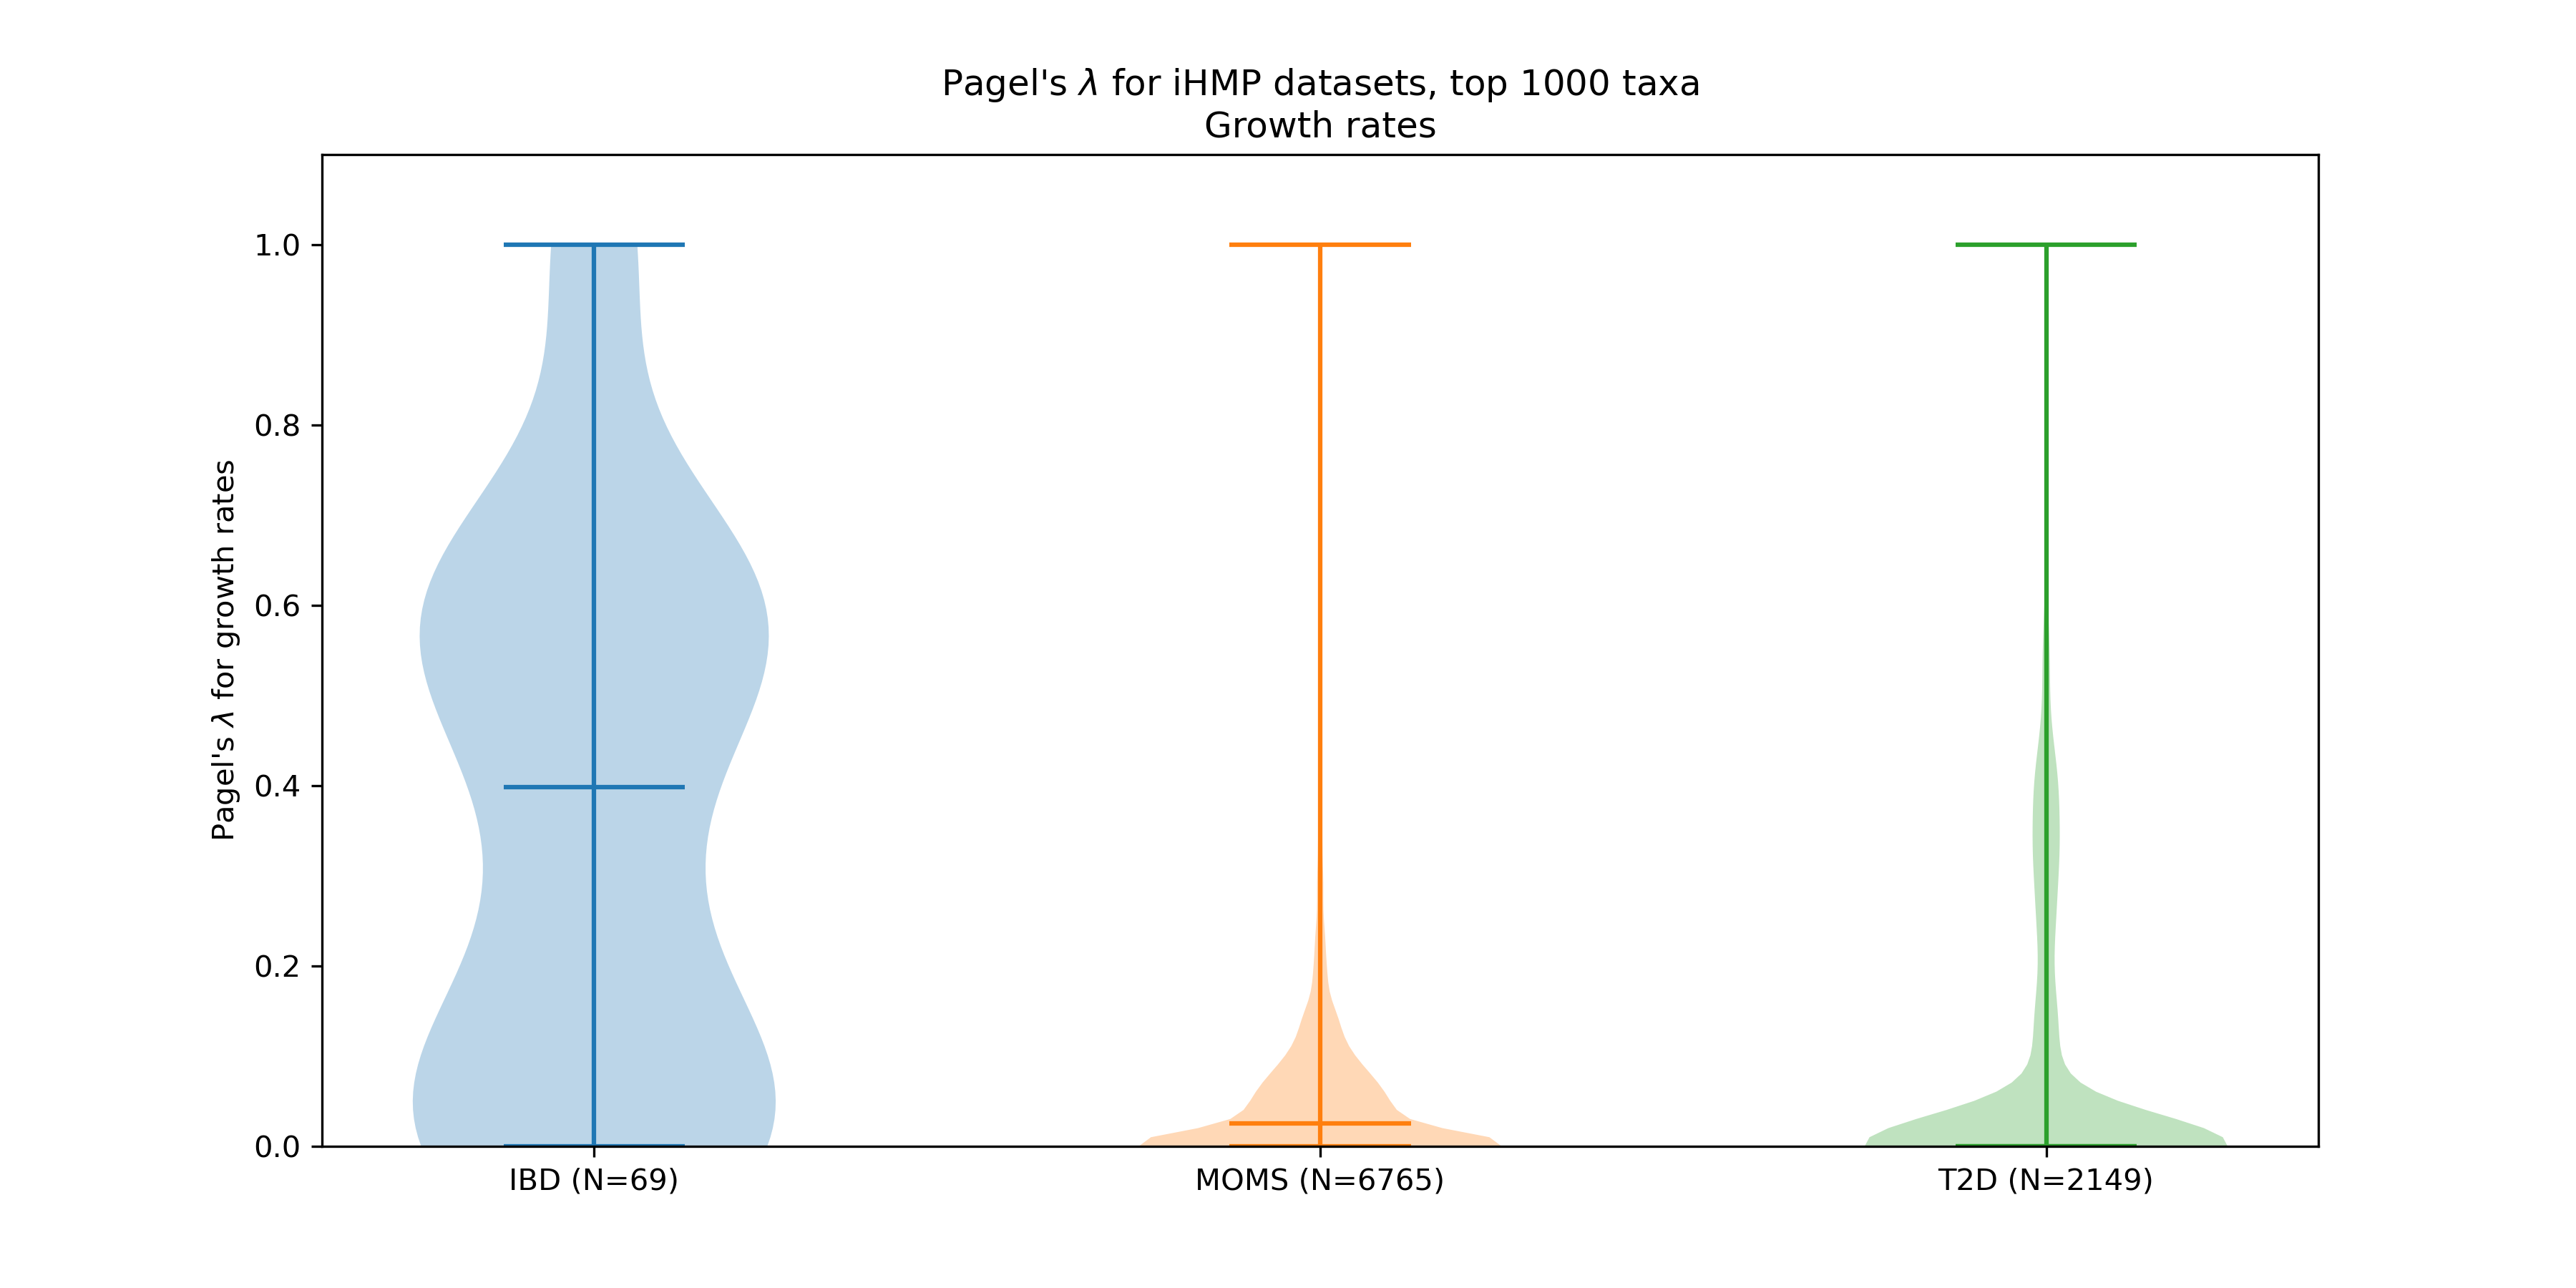 Pagel's λ for iHMP datasets, top 1000 taxa
Growth rates
Pagel's λ for growth rates
1.0
0.8
0.6
0.4
0.2
0.0
IBD (N=69)
MOMS (N=6765)
T2D (N=2149)